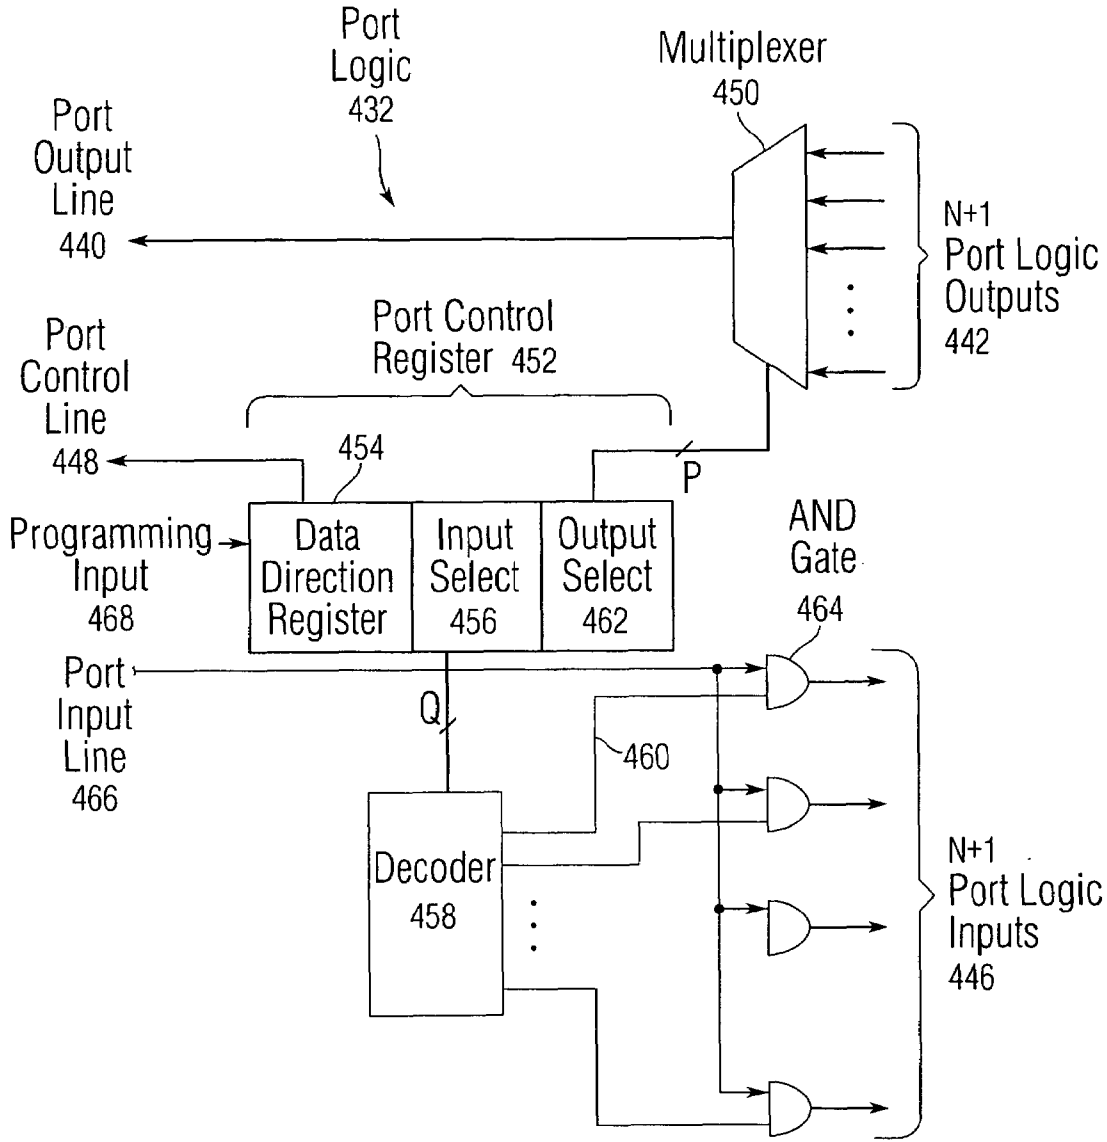 Port
Logic
432
Multiplexer
450
Port
Output
Line
440
N+1
Port Logic
Outputs
442
Port Control
Register 452
Port
Control
Line
448
454
P
Programming
Input
468
Data
Direction
Register
Input
Select
456
Output
Select
462
AND
Gate
464
Port
Input
Line
466
Q
460
Decoder
458
N+1
Port Logic
Inputs
446